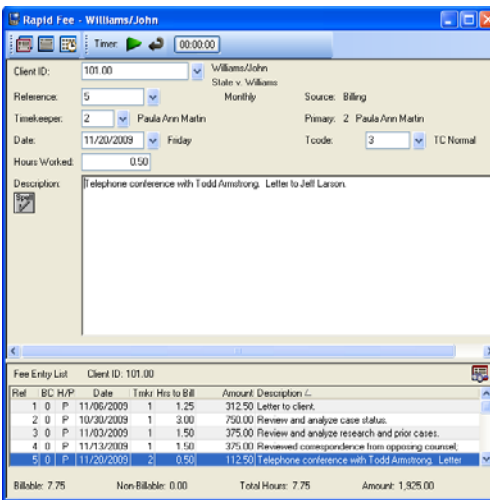 Rapid Fee - Williams/John
Timer: 00:00:00
Client ID: 101.00 Williams/John
State v. Williams
Reference: 5 Monthly Source: Billing
Timekeeper: 2 Paula Ann Martin Primary: 2 Paula Ann Martin
Date: 11/20/2009 Friday Tcode: 3 TC Normal
Hours Worked: 0.50
Description: Telephone conference with Todd Armstrong. Letter to Jeff Larson.
Spell
Fee Entry List Client ID: 101.00
Ref BC H/P Date Tmkr Hrs to Bill Amount Description /
1 0 P 11/06/2009 1 1.25 312.50 Letter to client.
2 0 P 10/30/2009 1 3.00 750.00 Review and analyze case status.
3 0 P 11/03/2009 1 1.50 375.00 Review and analyze research and prior cases.
4 0 P 11/13/2009 1 1.50 375.00 Reviewed correspondence from opposing counsel;
5 0 P 11/20/2009 2 0.50 112.50 Telephone conference with Todd Armstrong. Letter
Billable: 7.75 Non-Billable: 0.00 Total Hours: 7.75 Amount: 1,925.00